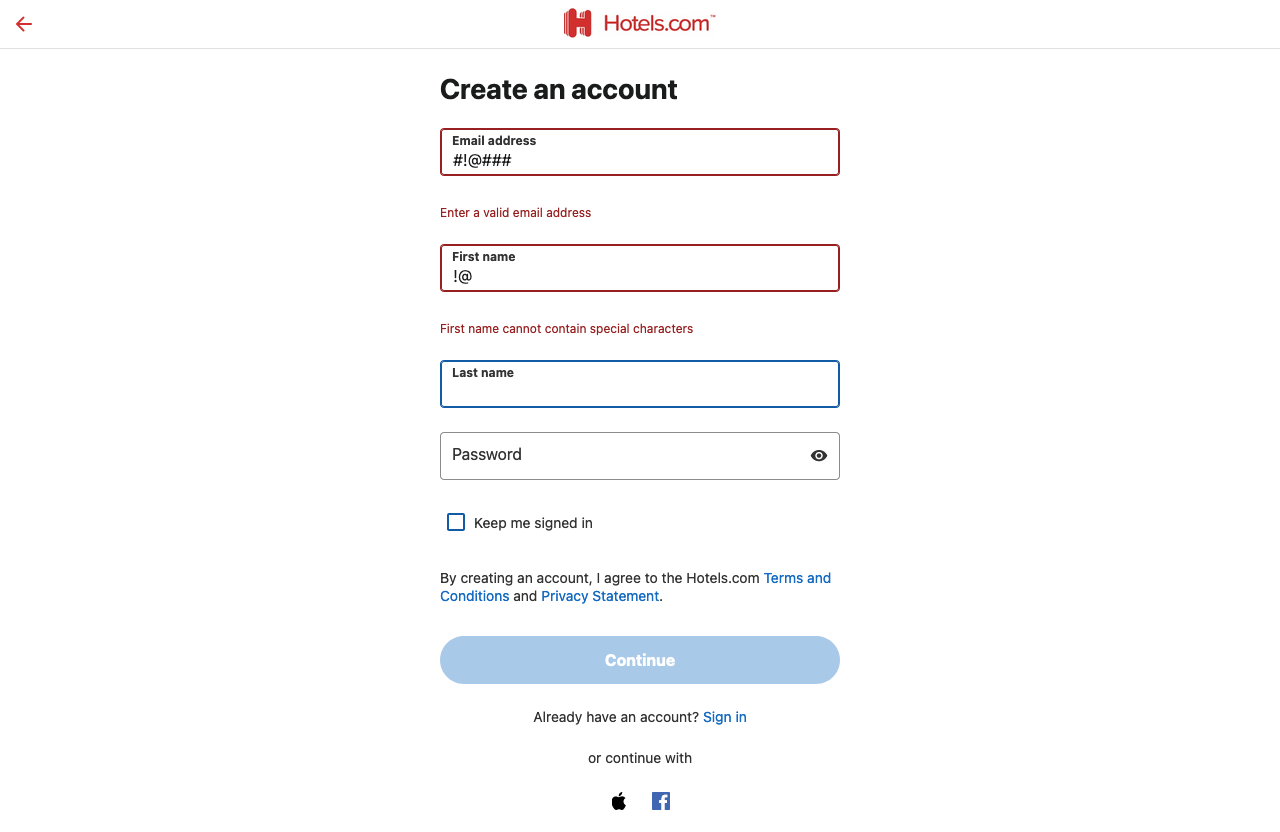 Hotels.com™
Create an account
Email address
#!@###
Enter a valid email address
First name
!@
First name cannot contain special characters
Last name
Password
Keep me signed in
By creating an account, I agree to the Hotels.com Terms and
Conditions and Privacy Statement.
Continue
Already have an account? Sign in
or continue with